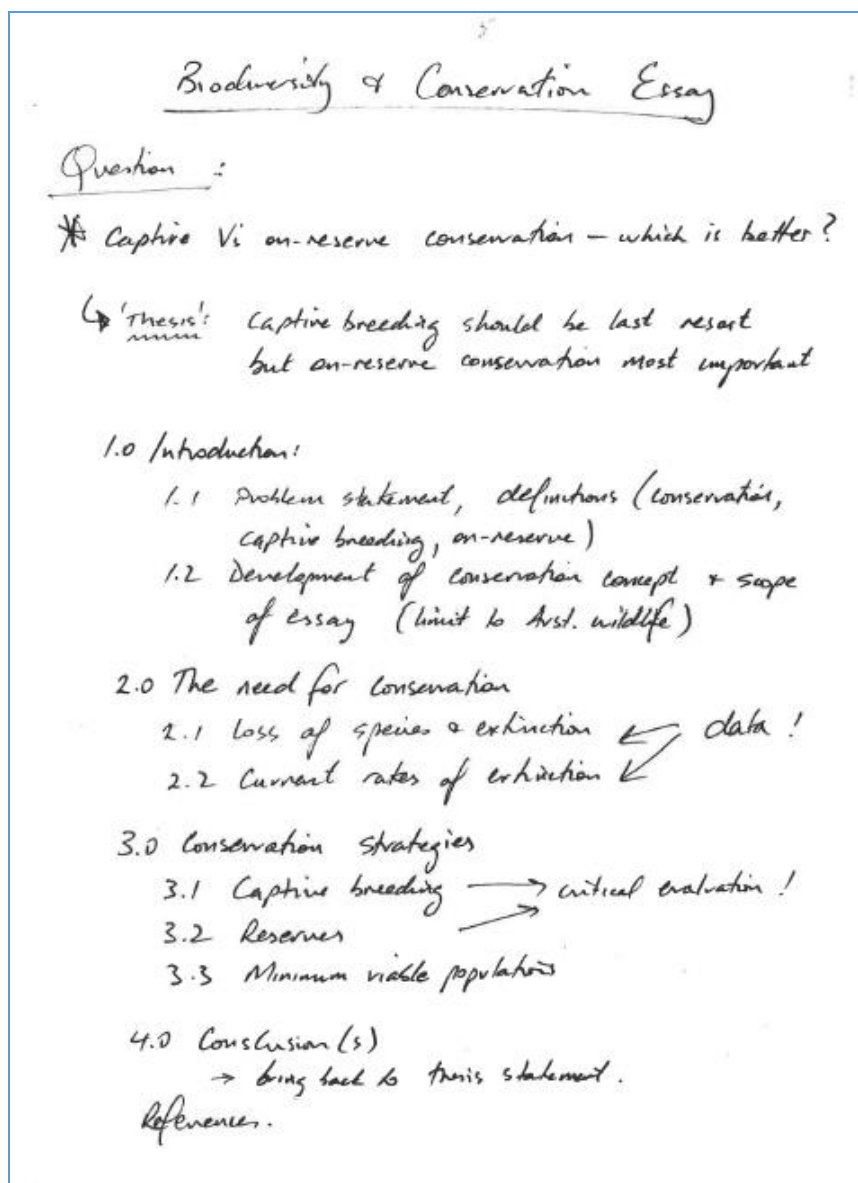 Biodiversity & Conservation Essay
Question :
* Captive Vs on-reserve conservation – which is better?
↳ 'Thesis': Captive breeding should be last resort
but on-reserve conservation most important
1.0 Introduction:
1.1 Problem statement, definitions (conservation,
captive breeding, on-reserve)
1.2 Development of conservation concept & scope
of essay (limit to Aust. wildlife)
2.0 The need for conservation
2.1 Loss of species & extinction ← data !
2.2 Current rates of extinction ↙
3.0 Conservation strategies
3.1 Captive breeding → critical evaluation !
3.2 Reserves
3.3 Minimum viable populations
4.0 Conclusion(s)
→ bring back to thesis statement.
References.